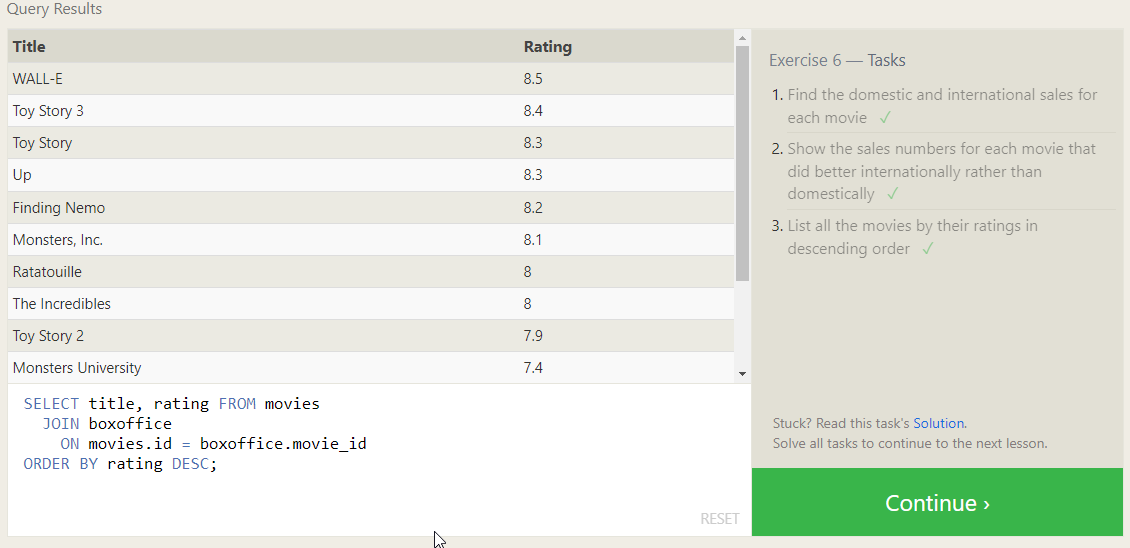 Query Results
Title Rating
WALL-E 8.5
Toy Story 3 8.4
Toy Story 8.3
Up 8.3
Finding Nemo 8.2
Monsters, Inc. 8.1
Ratatouille 8
The Incredibles 8
Toy Story 2 7.9
Monsters University 7.4
SELECT title, rating FROM movies
JOIN boxoffice
ON movies.id = boxoffice.movie_id
ORDER BY rating DESC;
RESET
Exercise 6 — Tasks
1. Find the domestic and international sales for
each movie ✓
2. Show the sales numbers for each movie that
did better internationally rather than
domestically ✓
3. List all the movies by their ratings in
descending order ✓
Stuck? Read this task's Solution.
Solve all tasks to continue to the next lesson.
Continue ›